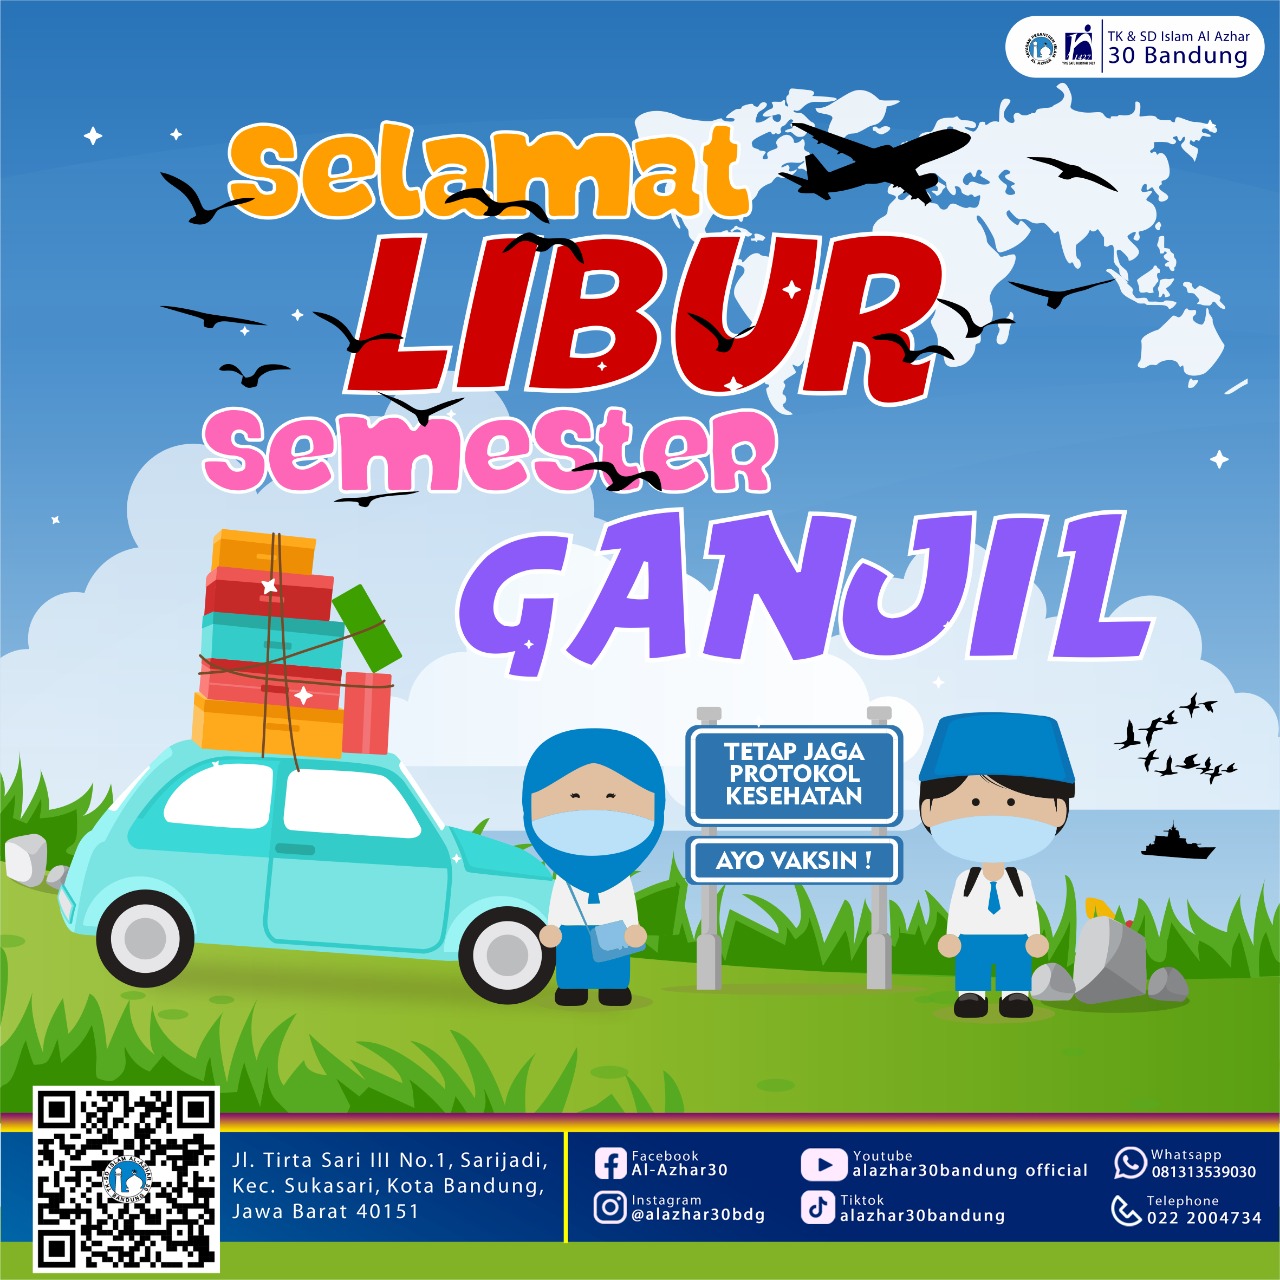 TK & SD Islam Al Azhar
30 Bandung
Selamat
LIBUR
Semester
GANJIL
TETAP JAGA
PROTOKOL
KESEHATAN
AYO VAKSIN !
Jl. Tirta Sari III No.1, Sarijadi,
Kec. Sukasari, Kota Bandung,
Jawa Barat 40151
Facebook
Al-Azhar30
Instagram
@alazhar30bdg
Youtube
alazhar30bandung official
Tiktok
alazhar30bandung
Whatsapp
081313539030
Telephone
022 2004734